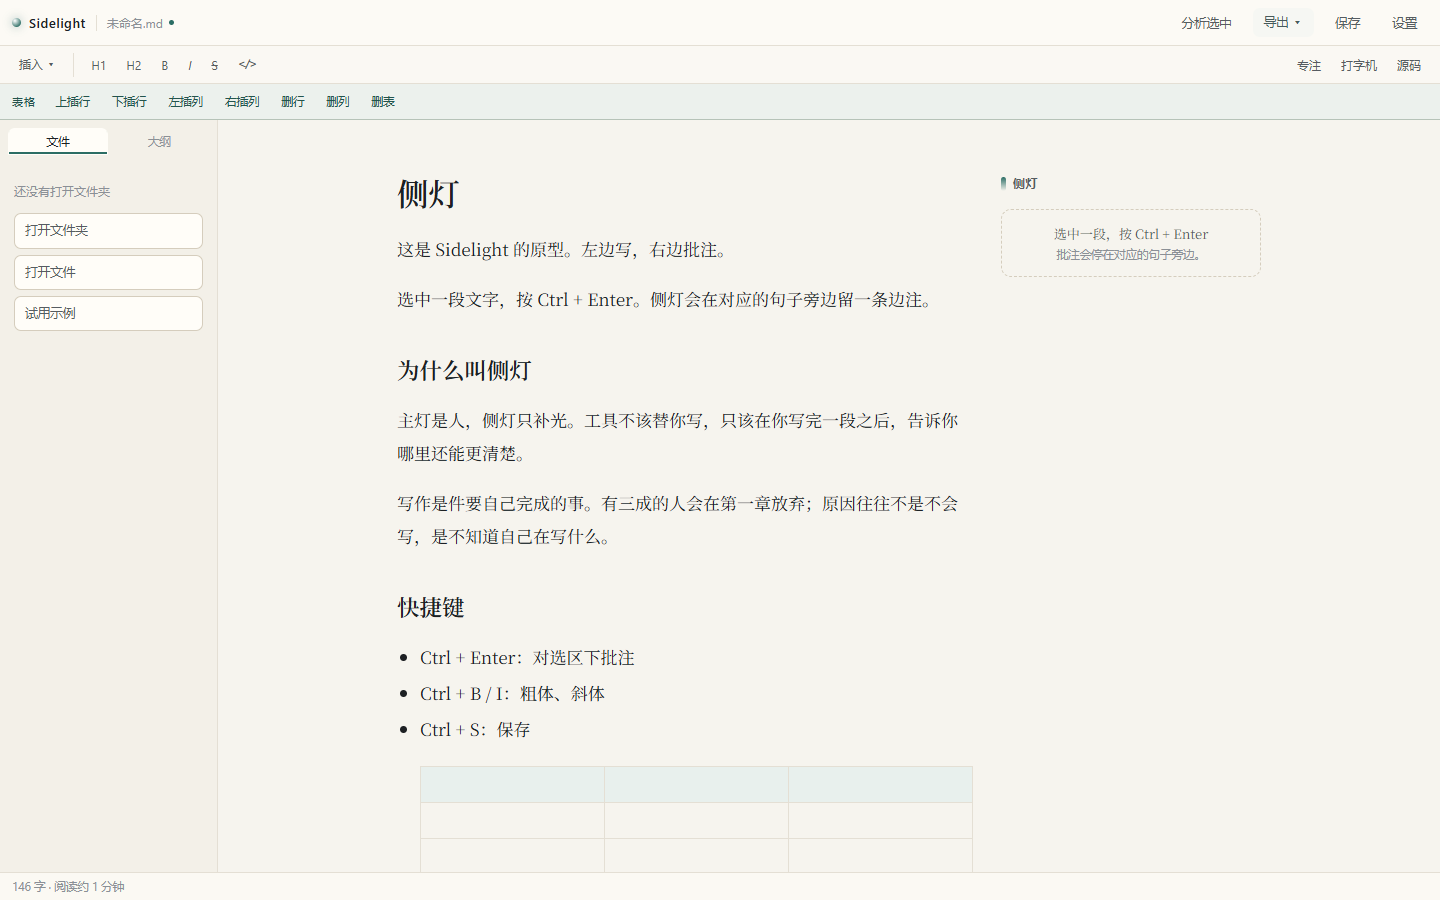 Sidelight 未命名.md 分析选中 导出 保存 设置
插入 H1 H2 B I S </> 专注 打字机 源码
表格 上插行 下插行 左插列 右插列 删行 删列 删表
文件 大纲
还没有打开文件夹
打开文件夹
打开文件
试用示例
侧灯
这是 Sidelight 的原型。左边写，右边批注。
选中一段文字，按 Ctrl + Enter。侧灯会在对应的句子旁边留一条边注。
为什么叫侧灯
主灯是人，侧灯只补光。工具不该替你写，只该在你写完一段之后，告诉你
哪里还能更清楚。
写作是件要自己完成的事。有三成的人会在第一章放弃；原因往往不是不会
写，是不知道自己在写什么。
快捷键
Ctrl + Enter：对选区下批注
Ctrl + B / I：粗体、斜体
Ctrl + S：保存
侧灯
选中一段，按 Ctrl + Enter
批注会停在对应的句子旁边。
146 字 · 阅读约 1 分钟